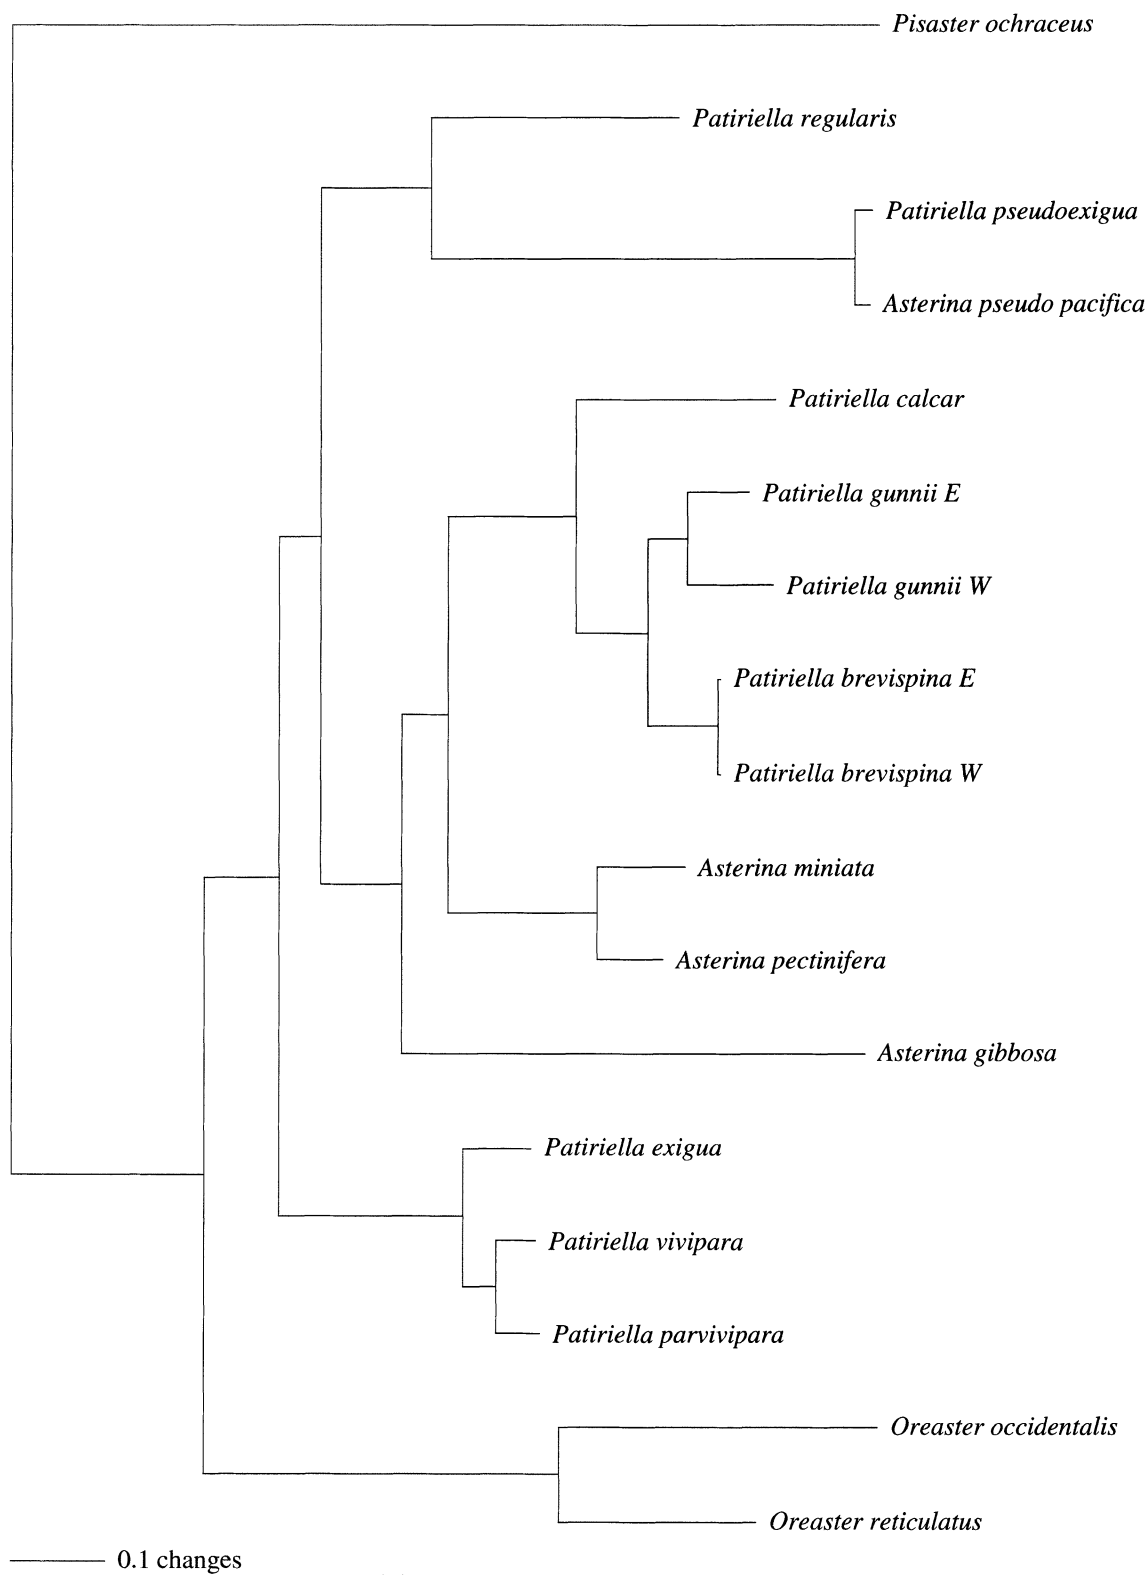 Pisaster ochraceus
Patiriella regularis
Patiriella pseudoexigua
Asterina pseudo pacifica
Patiriella calcar
Patiriella gunnii E
Patiriella gunnii W
Patiriella brevispina E
Patiriella brevispina W
Asterina miniata
Asterina pectinifera
Asterina gibbosa
Patiriella exigua
Patiriella vivipara
Patiriella parvivipara
Oreaster occidentalis
Oreaster reticulatus
0.1 changes